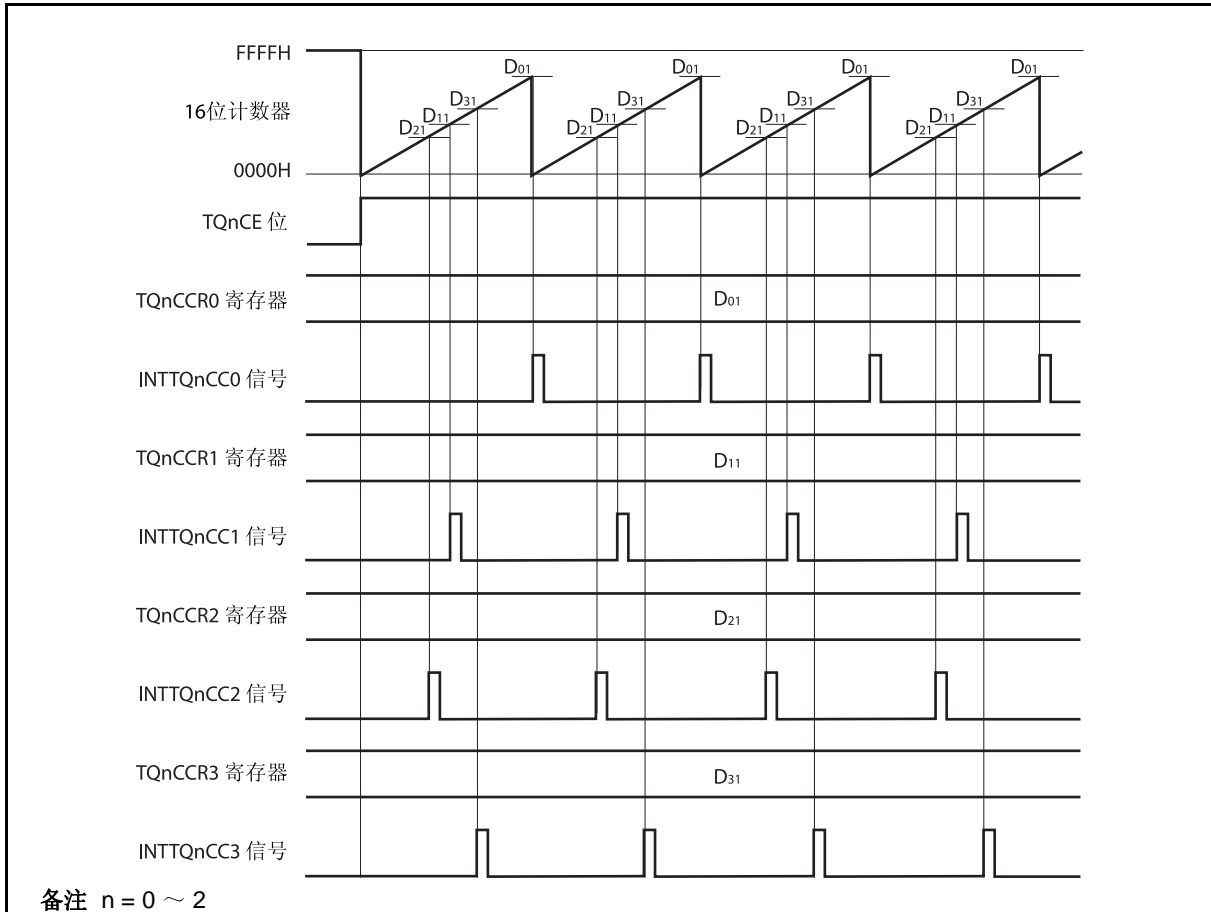 FFFFH
D01 D01 D01 D01
D31 D31 D31 D31
16位计数器
D11 D11 D11 D11
D21 D21 D21 D21
0000H
TQnCE 位
TQnCCR0 寄存器 D01
INTTQnCC0 信号
TQnCCR1 寄存器 D11
INTTQnCC1 信号
TQnCCR2 寄存器 D21
INTTQnCC2 信号
TQnCCR3 寄存器 D31
INTTQnCC3 信号
备注 n = 0 ~ 2